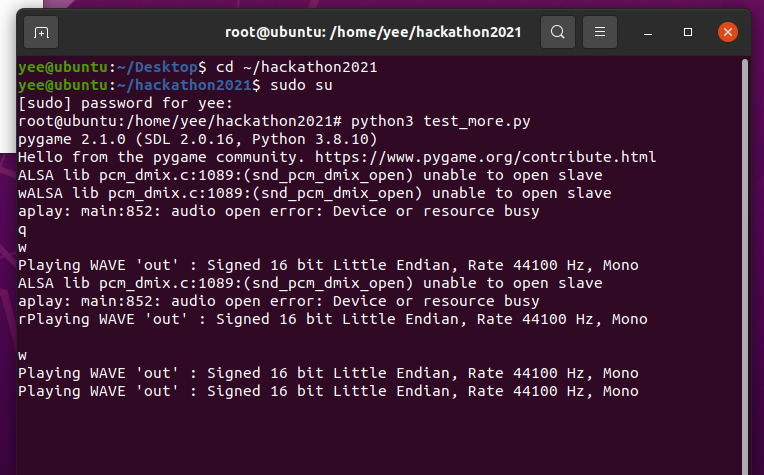 root@ubuntu: /home/yee/hackathon2021
yee@ubuntu:~/Desktop$ cd ~/hackathon2021
yee@ubuntu:~/hackathon2021$ sudo su
[sudo] password for yee:
root@ubuntu:/home/yee/hackathon2021# python3 test_more.py
pygame 2.1.0 (SDL 2.0.16, Python 3.8.10)
Hello from the pygame community. https://www.pygame.org/contribute.html
ALSA lib pcm_dmix.c:1089:(snd_pcm_dmix_open) unable to open slave
wALSA lib pcm_dmix.c:1089:(snd_pcm_dmix_open) unable to open slave
aplay: main:852: audio open error: Device or resource busy
q
w
Playing WAVE 'out' : Signed 16 bit Little Endian, Rate 44100 Hz, Mono
ALSA lib pcm_dmix.c:1089:(snd_pcm_dmix_open) unable to open slave
aplay: main:852: audio open error: Device or resource busy
rPlaying WAVE 'out' : Signed 16 bit Little Endian, Rate 44100 Hz, Mono
w
Playing WAVE 'out' : Signed 16 bit Little Endian, Rate 44100 Hz, Mono
Playing WAVE 'out' : Signed 16 bit Little Endian, Rate 44100 Hz, Mono